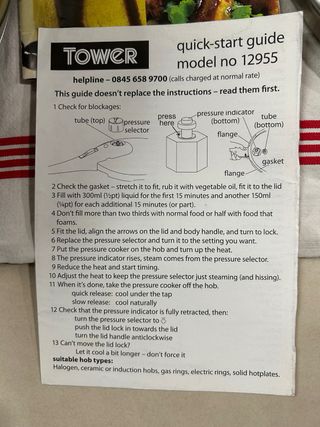 TOWER
quick-start guide
model no 12955
helpline – 0845 658 9700 (calls charged at normal rate)
This guide doesn't replace the instructions – read them first.
1 Check for blockages:
tube (top)
pressure
selector
press
here
pressure indicator
(bottom)
tube
(bottom)
flange
gasket
flange
2 Check the gasket – stretch it to fit, rub it with vegetable oil, fit it to the lid
3 Fill with 300ml (½pt) liquid for the first 15 minutes and another 150ml
(¼pt) for each additional 15 minutes (or part).
4 Don't fill more than two thirds with normal food or half with food that
foams.
5 Fit the lid, align the arrows on the lid and body handle, and turn to lock.
6 Replace the pressure selector and turn it to the setting you want.
7 Put the pressure cooker on the hob and turn up the heat.
8 The pressure indicator rises, steam comes from the pressure selector.
9 Reduce the heat and start timing.
10 Adjust the heat to keep the pressure selector just steaming (and hissing).
11 When it's done, take the pressure cooker off the hob.
quick release: cool under the tap
slow release: cool naturally
12 Check that the pressure indicator is fully retracted, then:
turn the pressure selector to
push the lid lock in towards the lid
turn the lid handle anticlockwise
13 Can't move the lid lock?
Let it cool a bit longer – don't force it
suitable hob types:
Halogen, ceramic or induction hobs, gas rings, electric rings, solid hotplates.